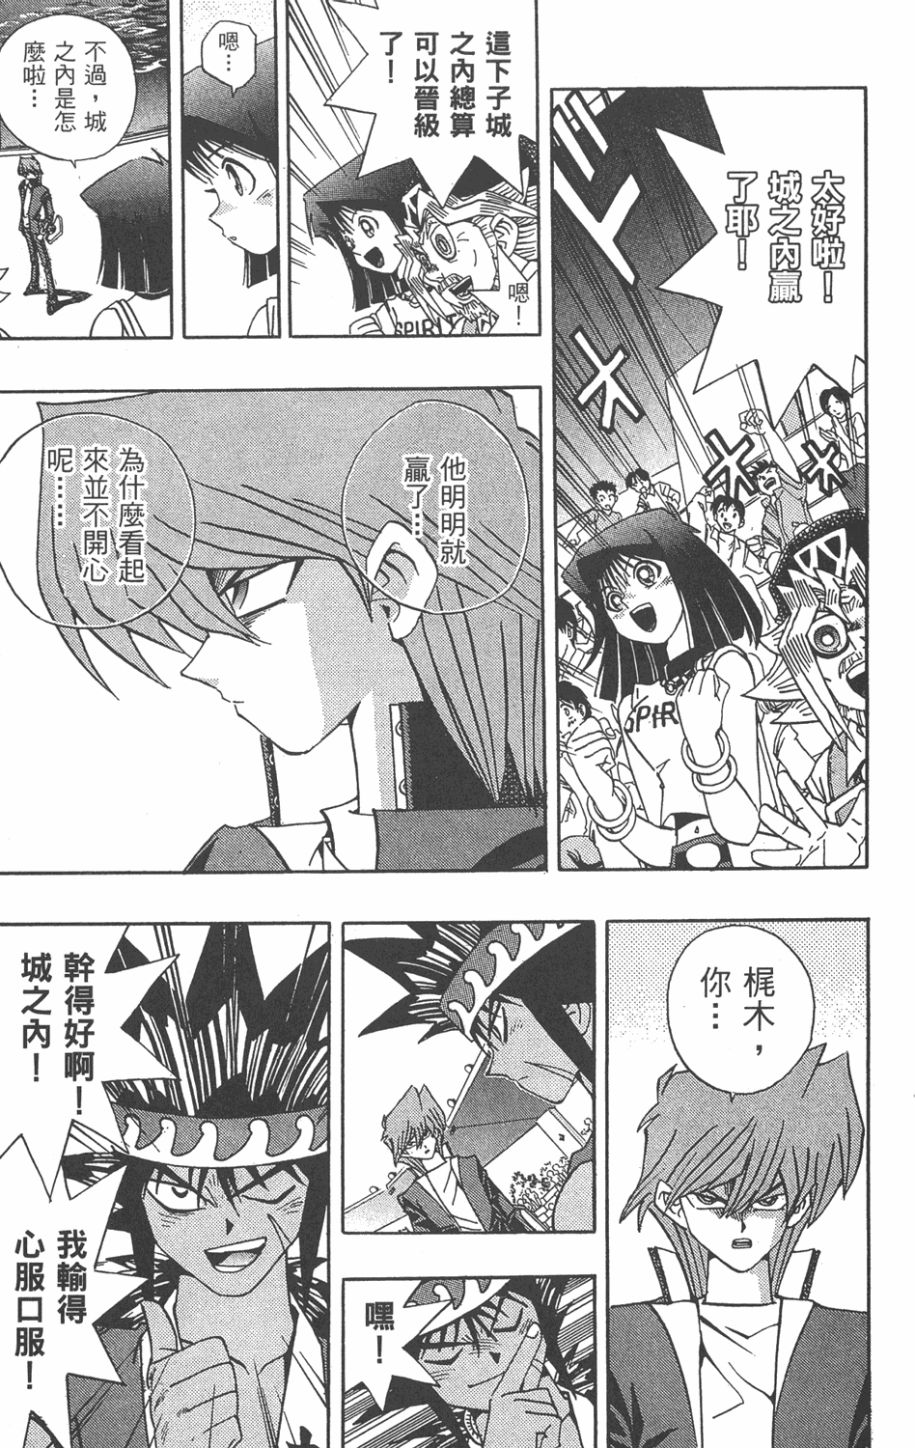 太好啦！
城之內贏
了耶！
SPIR
這下子城
之內總算
可以晉級
了！
嗯！
SPIRIT
嗯…
不過，城
之內是怎
麼啦…
他明明就
贏了…
為什麼看起
來並不開心
呢……
梶木，
你…
嘿！
幹得好啊！
城之內！
我輸得
心服口服！